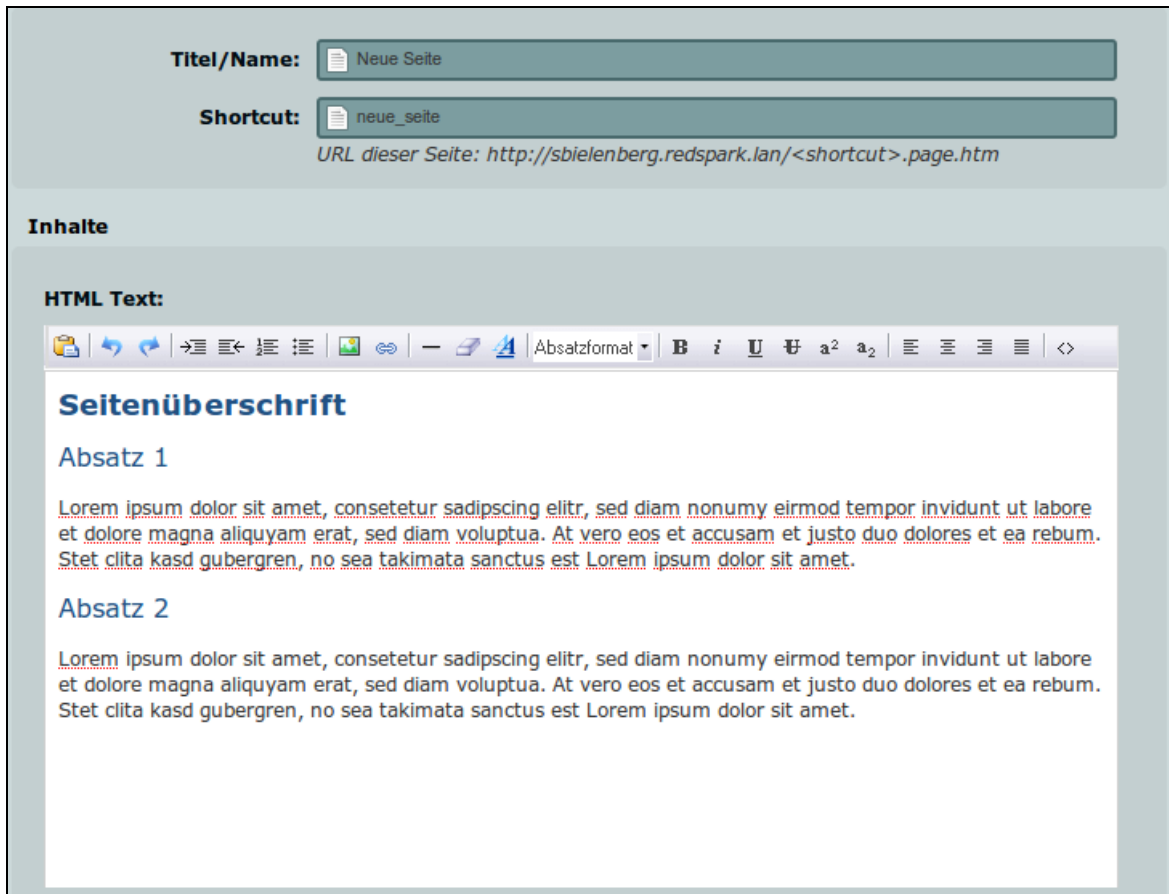 Titel/Name: Neue Seite
Shortcut: neue_seite
URL dieser Seite: http://sbielenberg.redspark.lan/<shortcut>.page.htm
Inhalte
HTML Text:
Absatzformat B i U U a² a₂ <>
Seitenüberschrift
Absatz 1
Lorem ipsum dolor sit amet, consetetur sadipscing elitr, sed diam nonumy eirmod tempor invidunt ut labore
et dolore magna aliquyam erat, sed diam voluptua. At vero eos et accusam et justo duo dolores et ea rebum.
Stet clita kasd gubergren, no sea takimata sanctus est Lorem ipsum dolor sit amet.
Absatz 2
Lorem ipsum dolor sit amet, consetetur sadipscing elitr, sed diam nonumy eirmod tempor invidunt ut labore
et dolore magna aliquyam erat, sed diam voluptua. At vero eos et accusam et justo duo dolores et ea rebum.
Stet clita kasd gubergren, no sea takimata sanctus est Lorem ipsum dolor sit amet.